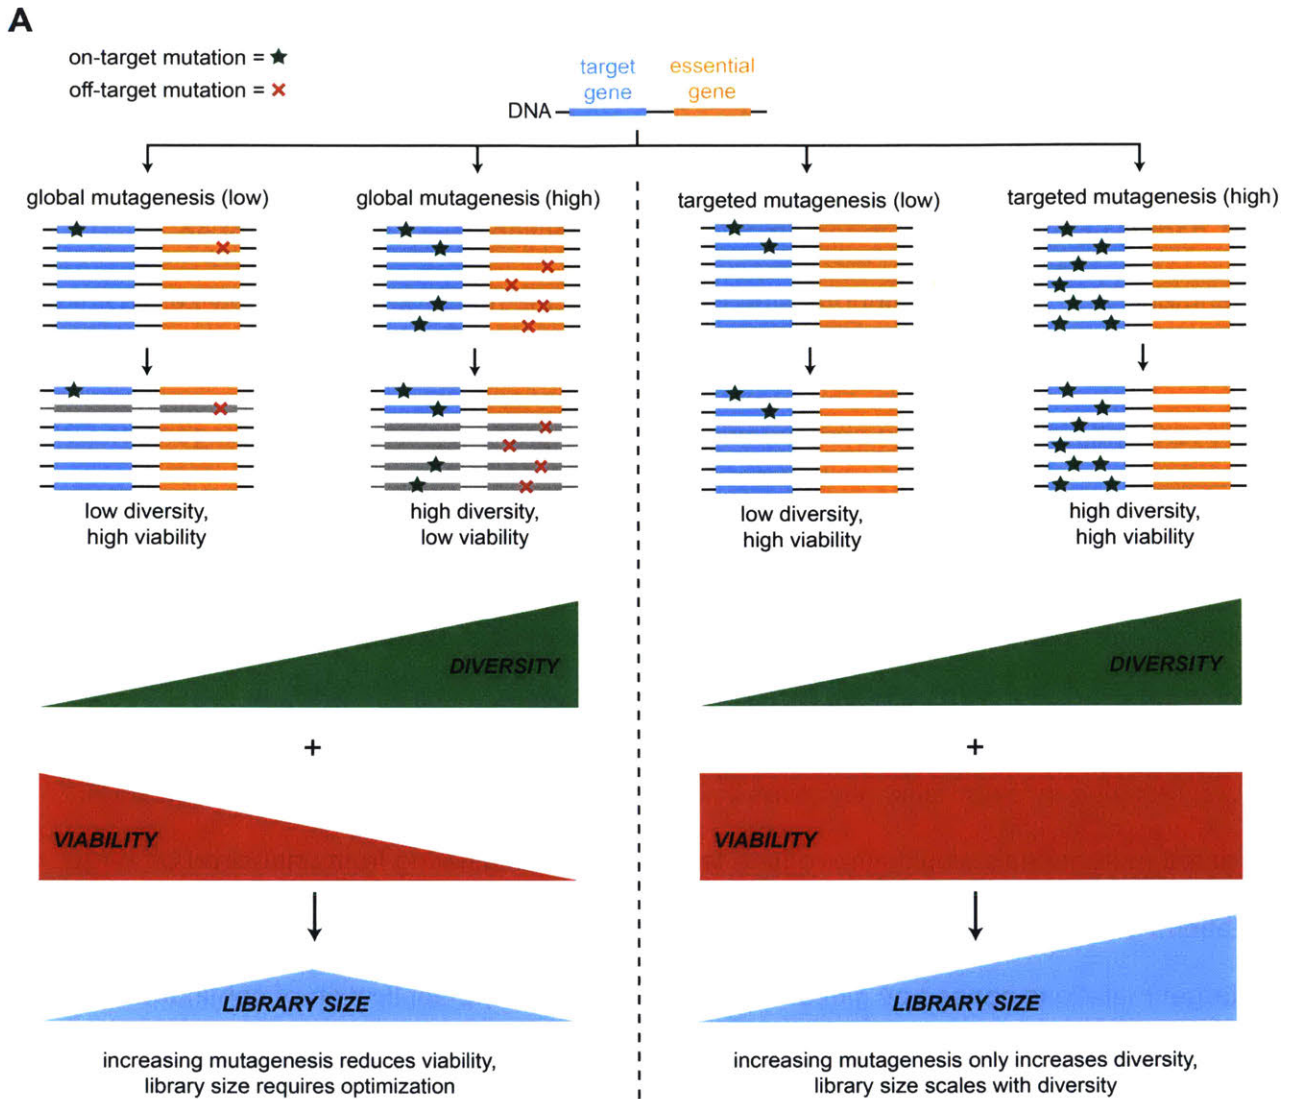 A
on-target mutation = ★
off-target mutation = ×
target
gene
essential
gene
DNA
global mutagenesis (low)
global mutagenesis (high)
targeted mutagenesis (low)
targeted mutagenesis (high)
low diversity,
high viability
high diversity,
low viability
low diversity,
high viability
high diversity,
high viability
DIVERSITY
DIVERSITY
+
+
VIABILITY
VIABILITY
LIBRARY SIZE
LIBRARY SIZE
increasing mutagenesis reduces viability,
library size requires optimization
increasing mutagenesis only increases diversity,
library size scales with diversity